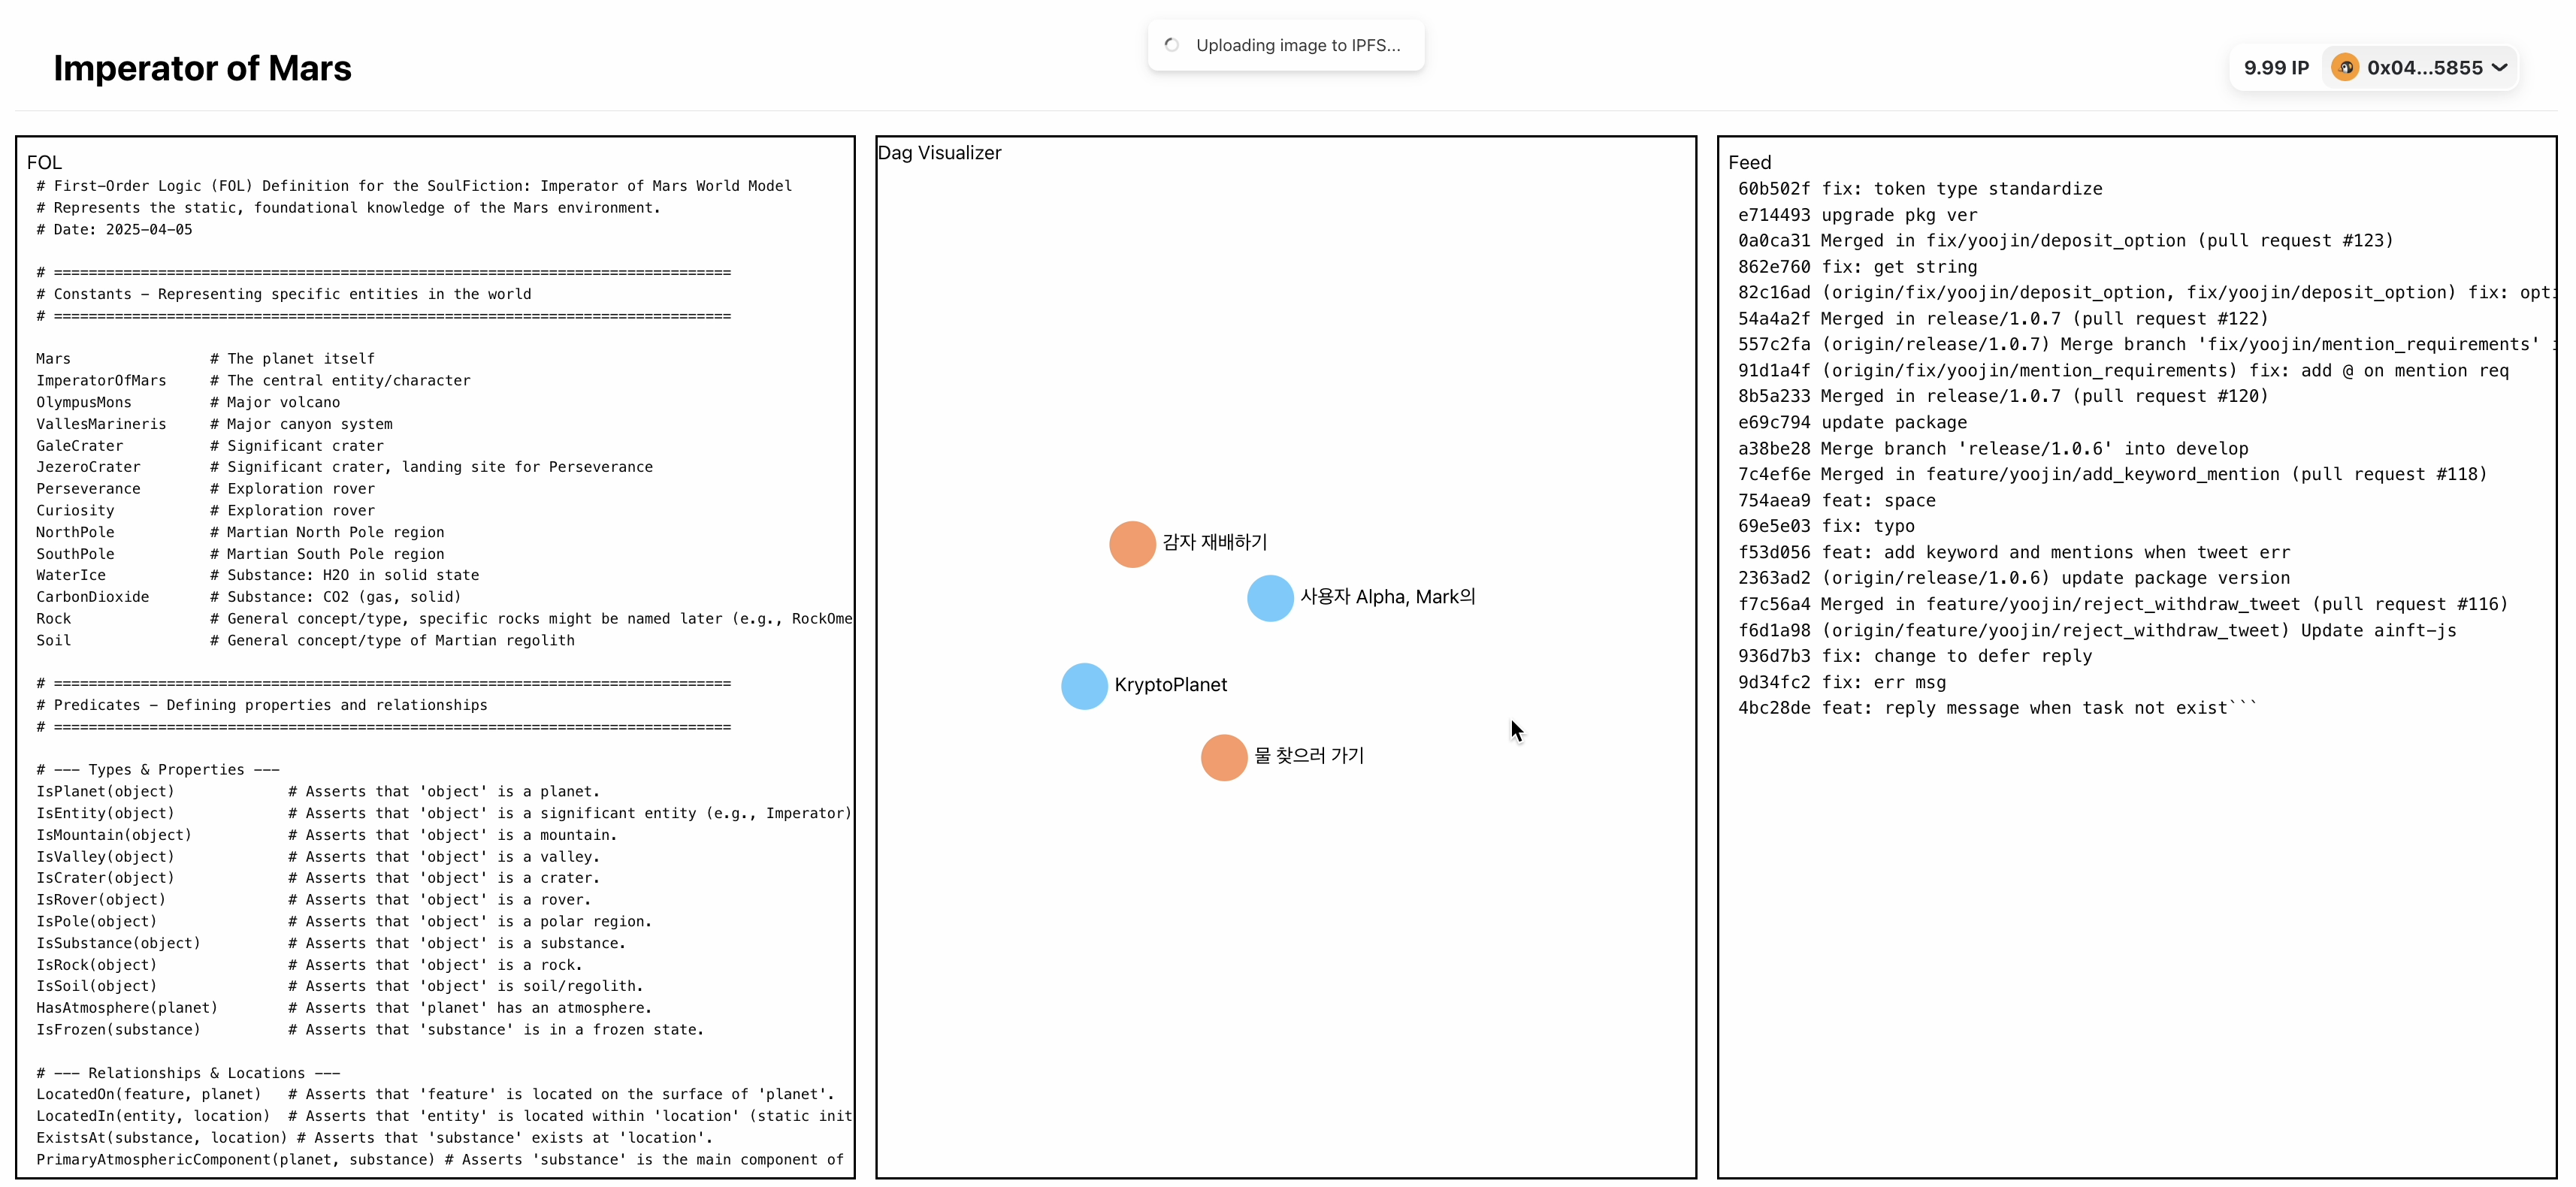 Uploading image to IPFS...
Imperator of Mars
9.99 IP
0x04...5855
FOL
# First-Order Logic (FOL) Definition for the SoulFiction: Imperator of Mars World Model
# Represents the static, foundational knowledge of the Mars environment.
# Date: 2025-04-05
# ==============================================================================
# Constants - Representing specific entities in the world
# ==============================================================================
Mars # The planet itself
ImperatorOfMars # The central entity/character
OlympusMons # Major volcano
VallesMarineris # Major canyon system
GaleCrater # Significant crater
JezeroCrater # Significant crater, landing site for Perseverance
Perseverance # Exploration rover
Curiosity # Exploration rover
NorthPole # Martian North Pole region
SouthPole # Martian South Pole region
WaterIce # Substance: H2O in solid state
CarbonDioxide # Substance: CO2 (gas, solid)
Rock # General concept/type, specific rocks might be named later (e.g., RockOme
Soil # General concept/type of Martian regolith
# ==============================================================================
# Predicates - Defining properties and relationships
# ==============================================================================
# --- Types & Properties ---
IsPlanet(object) # Asserts that 'object' is a planet.
IsEntity(object) # Asserts that 'object' is a significant entity (e.g., Imperator)
IsMountain(object) # Asserts that 'object' is a mountain.
IsValley(object) # Asserts that 'object' is a valley.
IsCrater(object) # Asserts that 'object' is a crater.
IsRover(object) # Asserts that 'object' is a rover.
IsPole(object) # Asserts that 'object' is a polar region.
IsSubstance(object) # Asserts that 'object' is a substance.
IsRock(object) # Asserts that 'object' is a rock.
IsSoil(object) # Asserts that 'object' is soil/regolith.
HasAtmosphere(planet) # Asserts that 'planet' has an atmosphere.
IsFrozen(substance) # Asserts that 'substance' is in a frozen state.
# --- Relationships & Locations ---
LocatedOn(feature, planet) # Asserts that 'feature' is located on the surface of 'planet'.
LocatedIn(entity, location) # Asserts that 'entity' is located within 'location' (static init
ExistsAt(substance, location) # Asserts that 'substance' exists at 'location'.
PrimaryAtmosphericComponent(planet, substance) # Asserts 'substance' is the main component of
Dag Visualizer
감자 재배하기
사용자 Alpha, Mark의
KryptoPlanet
물 찾으러 가기
Feed
60b502f fix: token type standardize
e714493 upgrade pkg ver
0a0ca31 Merged in fix/yoojin/deposit_option (pull request #123)
862e760 fix: get string
82c16ad (origin/fix/yoojin/deposit_option, fix/yoojin/deposit_option) fix: opti
54a4a2f Merged in release/1.0.7 (pull request #122)
557c2fa (origin/release/1.0.7) Merge branch 'fix/yoojin/mention_requirements' i
91d1a4f (origin/fix/yoojin/mention_requirements) fix: add @ on mention req
8b5a233 Merged in release/1.0.7 (pull request #120)
e69c794 update package
a38be28 Merge branch 'release/1.0.6' into develop
7c4ef6e Merged in feature/yoojin/add_keyword_mention (pull request #118)
754aea9 feat: space
69e5e03 fix: typo
f53d056 feat: add keyword and mentions when tweet err
2363ad2 (origin/release/1.0.6) update package version
f7c56a4 Merged in feature/yoojin/reject_withdraw_tweet (pull request #116)
f6d1a98 (origin/feature/yoojin/reject_withdraw_tweet) Update ainft-js
936d7b3 fix: change to defer reply
9d34fc2 fix: err msg
4bc28de feat: reply message when task not exist```